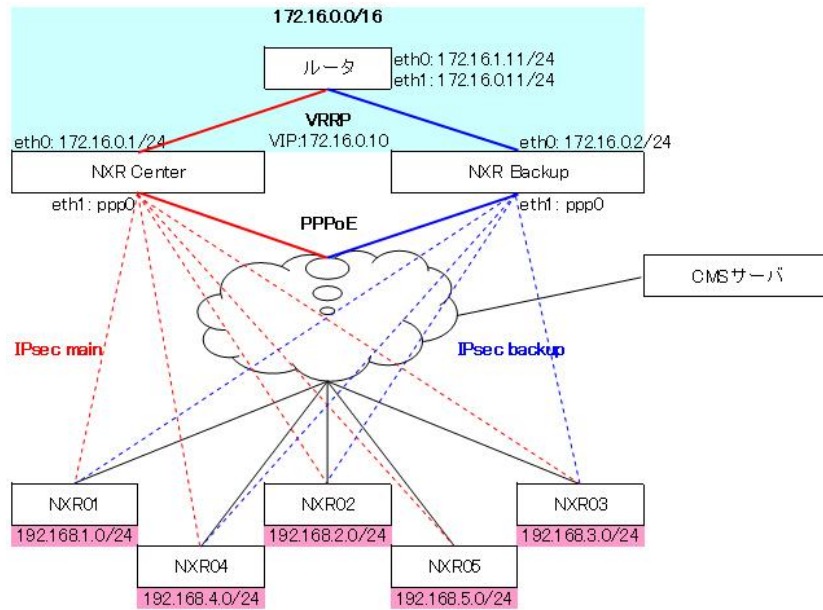 172.16.0.0/16
ルータ
eth0: 172.16.1.11/24
eth1: 172.16.0.11/24
VRRP
VIP:172.16.0.10
eth0: 172.16.0.1/24
eth0: 172.16.0.2/24
NXR Center
NXR Backup
eth1: ppp0
eth1: ppp0
PPPoE
CMSサーバ
IPsec main
IPsec backup
NXR01
NXR02
NXR03
192.168.1.0/24
192.168.2.0/24
192.168.3.0/24
NXR04
NXR05
192.168.4.0/24
192.168.5.0/24